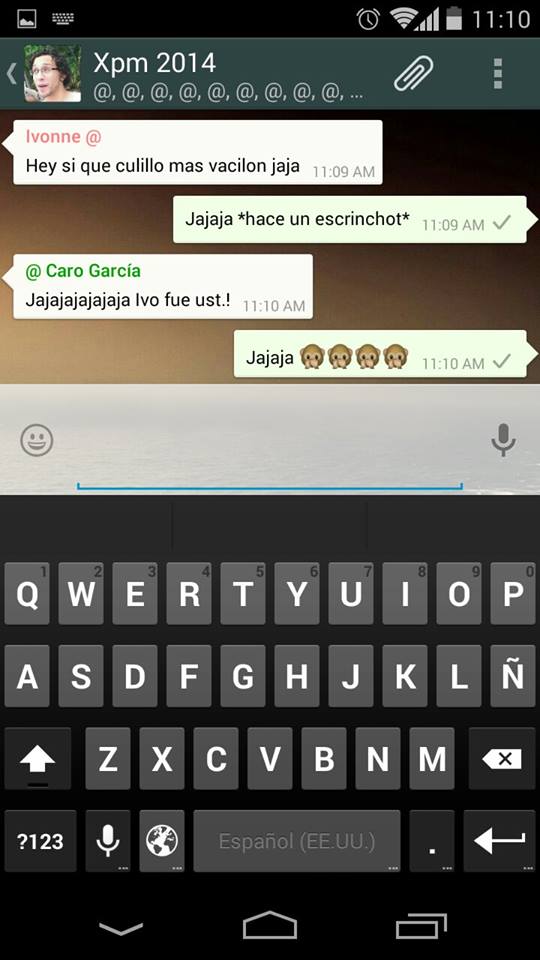 11:10
Xpm 2014
@, @, @, @, @, @, @, @, @, ...
Ivonne @
Hey si que culillo mas vacilon jaja 11:09 AM
Jajaja *hace un escrinchot* 11:09 AM
@ Caro García
Jajajajajajaja Ivo fue ust.! 11:10 AM
Jajaja 🙊🙊🙊🙊 11:10 AM
1 2 3 4 5 6 7 8 9 0
Q W E R T Y U I O P
A S D F G H J K L Ñ
Z X C V B N M
?123 Español (EE.UU.) .